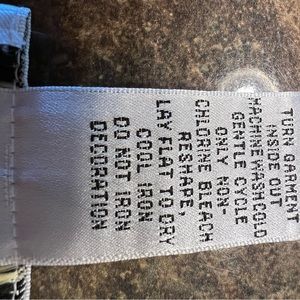 TURN GARMENT
INSIDE OUT
MACHINE WASH COLD
GENTLE CYCLE
ONLY NON-
CHLORINE BLEACH
RESHAPE,
LAY FLAT TO DRY
COOL IRON
DO NOT IRON
DECORATION